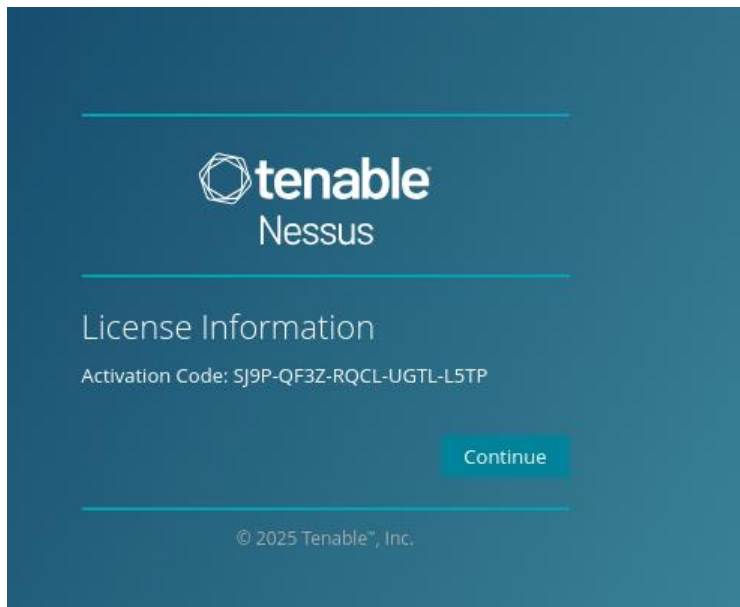 tenable
Nessus
License Information
Activation Code: SJ9P-QF3Z-RQCL-UGTL-L5TP
Continue
© 2025 Tenable™, Inc.